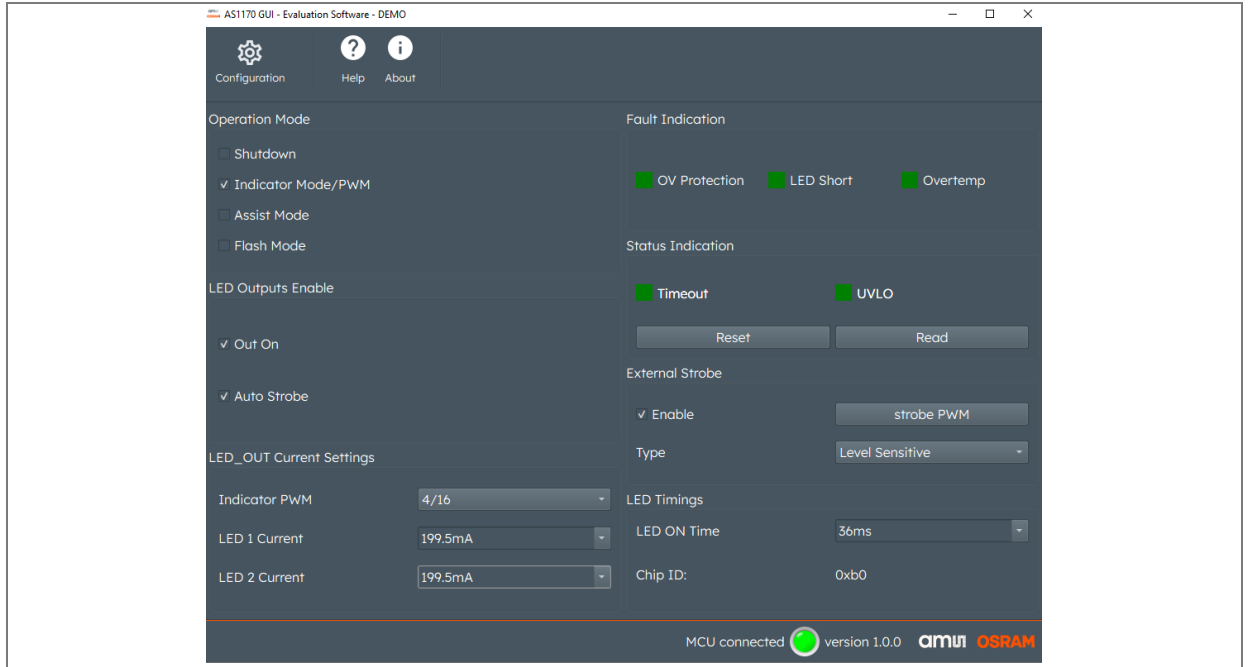 AS1170 GUI - Evaluation Software - DEMO
Configuration
Help
About
Operation Mode
Shutdown
Indicator Mode/PWM
Assist Mode
Flash Mode
LED Outputs Enable
Out On
Auto Strobe
LED_OUT Current Settings
Indicator PWM 4/16
LED 1 Current 199.5mA
LED 2 Current 199.5mA
Fault Indication
OV Protection LED Short Overtemp
Status Indication
Timeout UVLO
Reset Read
External Strobe
Enable strobe PWM
Type Level Sensitive
LED Timings
LED ON Time 36ms
Chip ID: 0xb0
MCU connected version 1.0.0 amu OSRAM